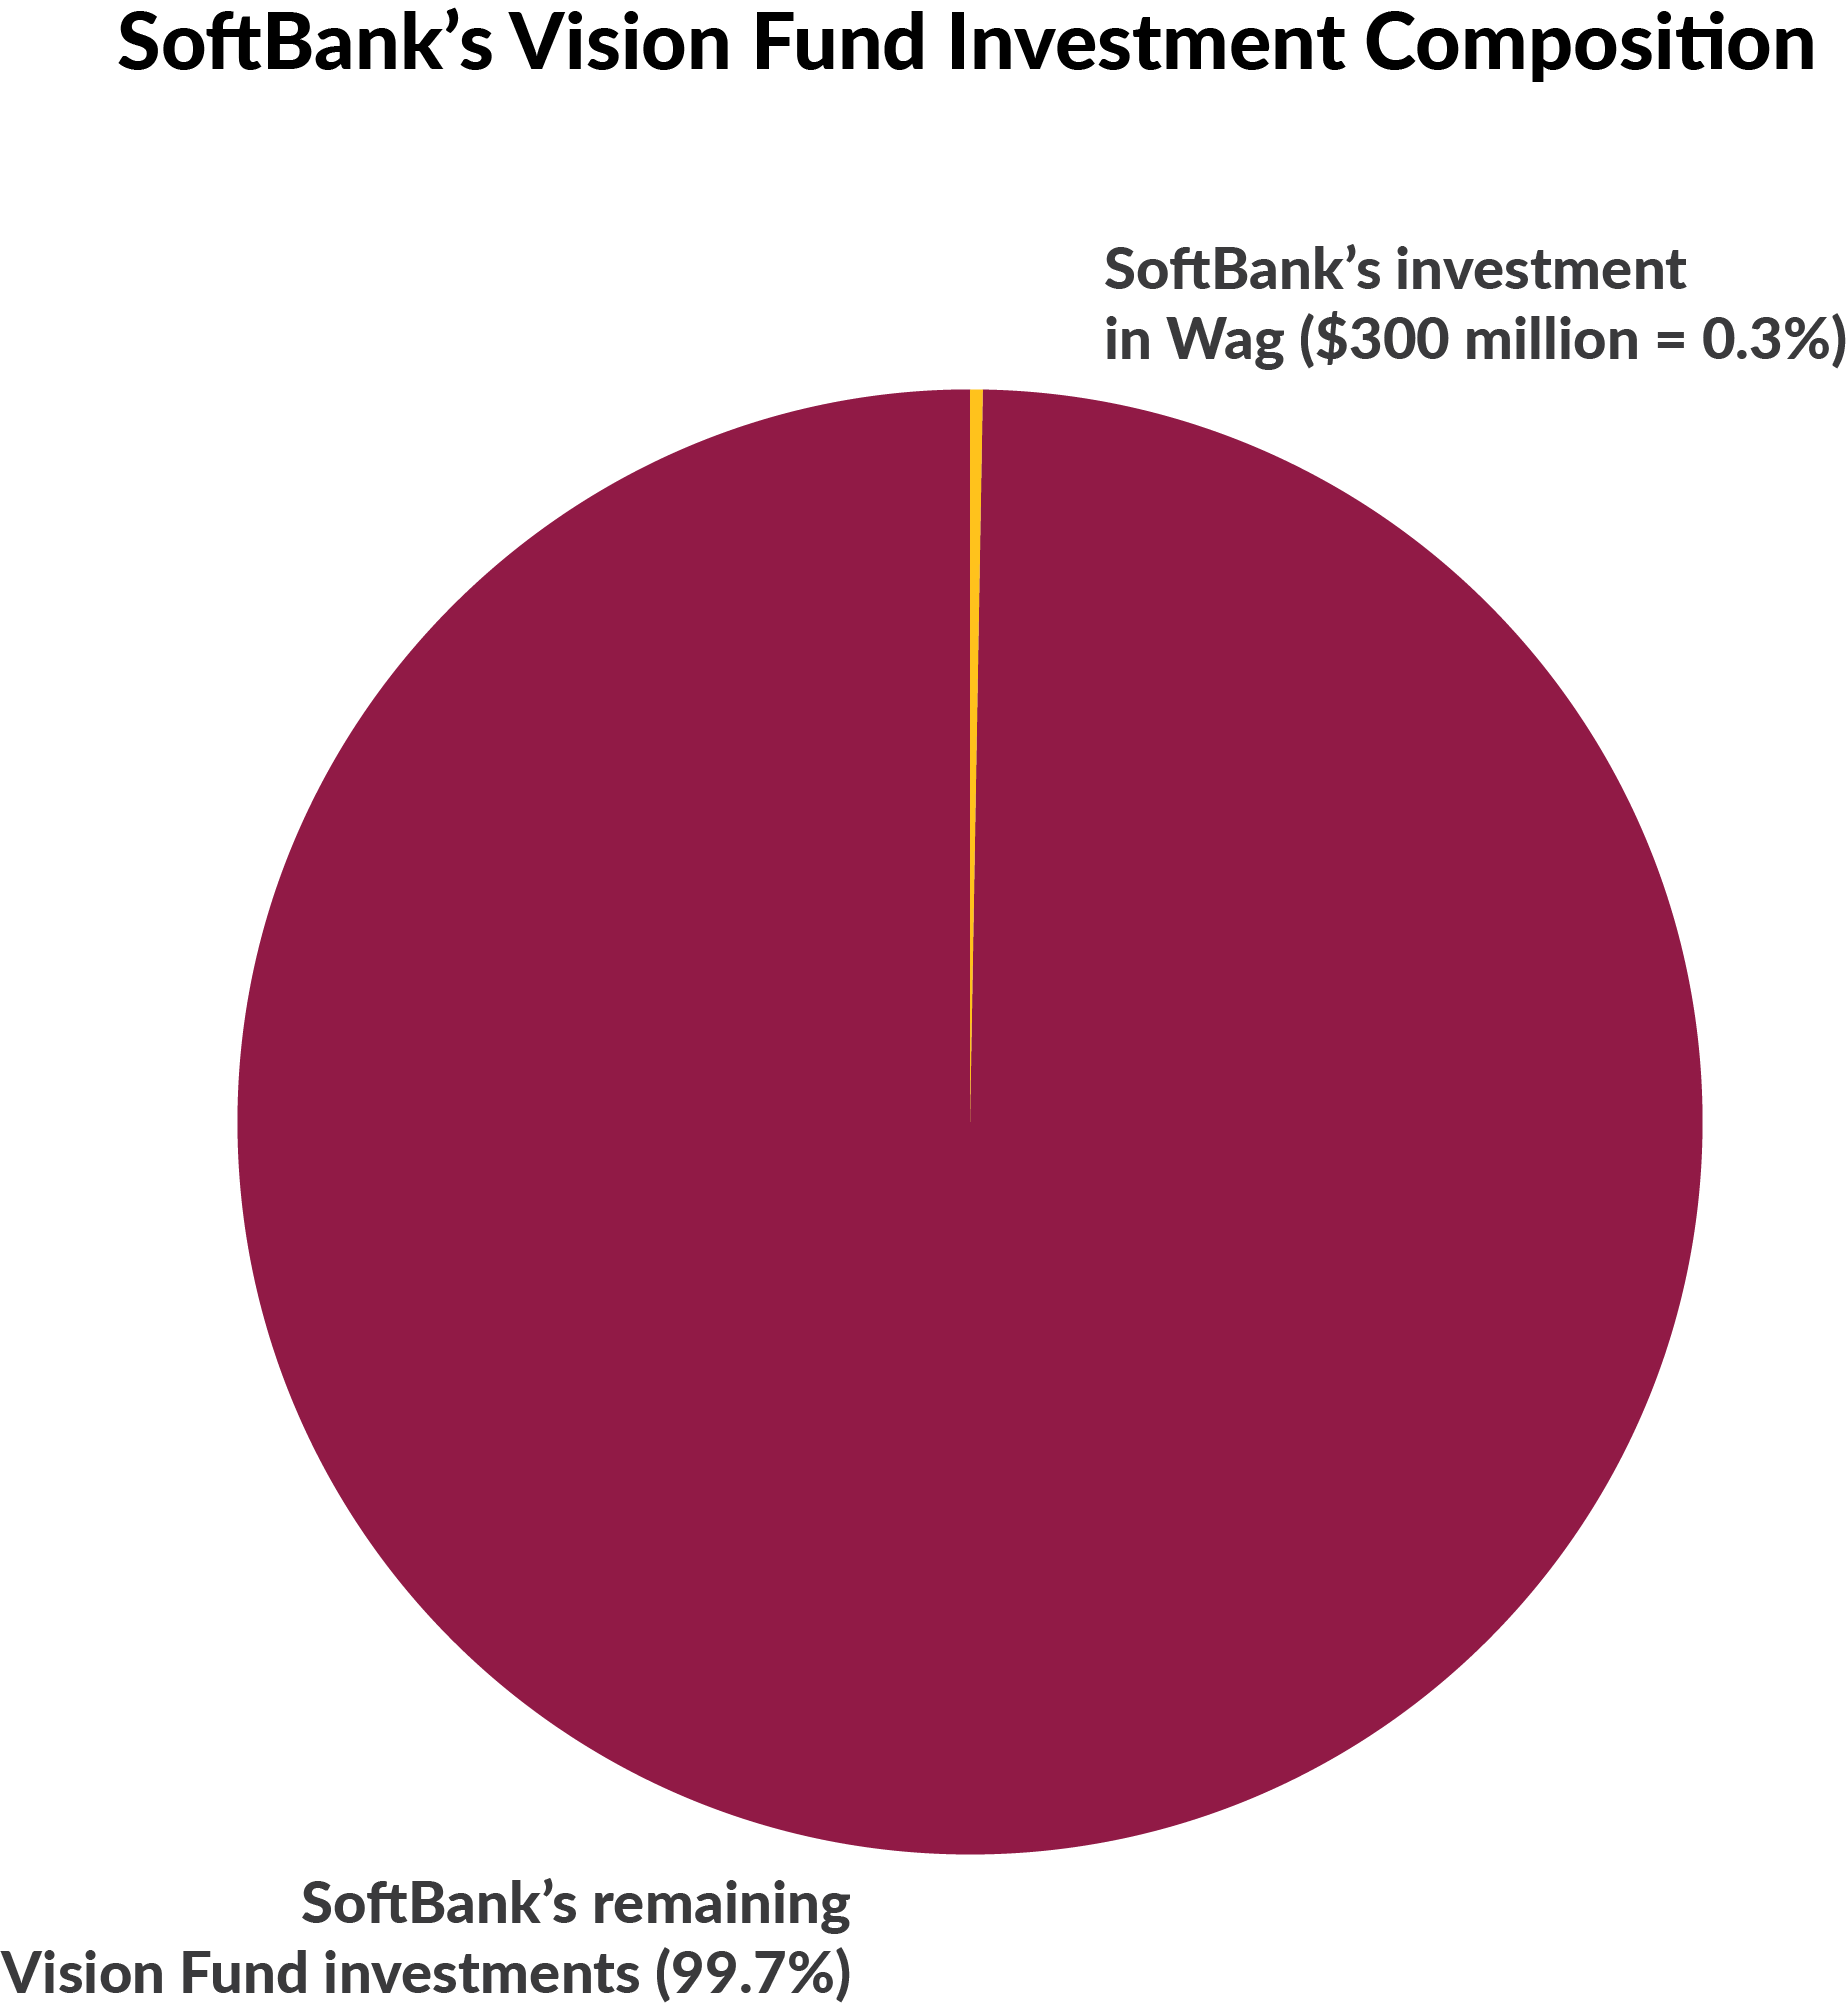 SoftBank’s Vision Fund Investment Composition
SoftBank’s investment
in Wag ($300 million = 0.3%)
SoftBank’s remaining
Vision Fund investments (99.7%)